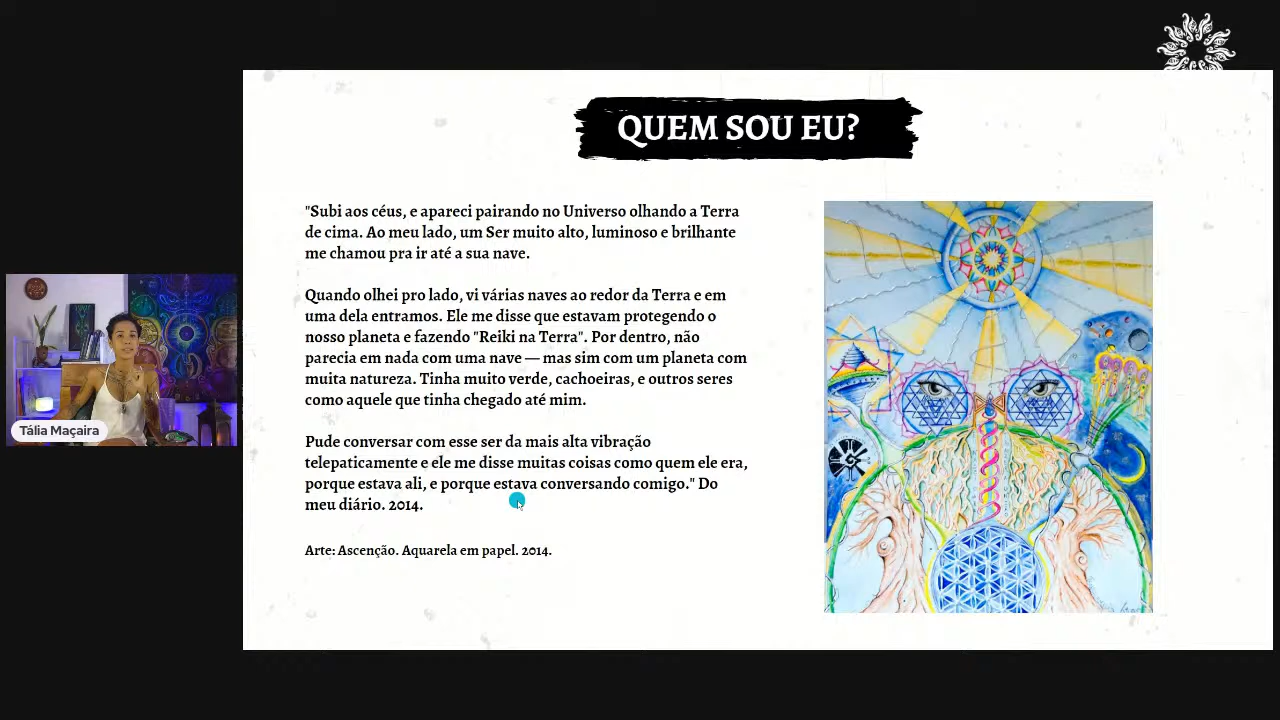 QUEM SOU EU?
"Subi aos céus, e apareci pairando no Universo olhando a Terra
de cima. Ao meu lado, um Ser muito alto, luminoso e brilhante
me chamou pra ir até a sua nave.
Quando olhei pro lado, vi várias naves ao redor da Terra e em
uma dela entramos. Ele me disse que estavam protegendo o
nosso planeta e fazendo "Reiki na Terra". Por dentro, não
parecia em nada com uma nave — mas sim com um planeta com
muita natureza. Tinha muito verde, cachoeiras, e outros seres
como aquele que tinha chegado até mim.
Pude conversar com esse ser da mais alta vibração
telepaticamente e ele me disse muitas coisas como quem ele era,
porque estava ali, e porque estava conversando comigo." Do
meu diário. 2014.
Arte: Ascenção. Aquarela em papel. 2014.
Tália Maçaira